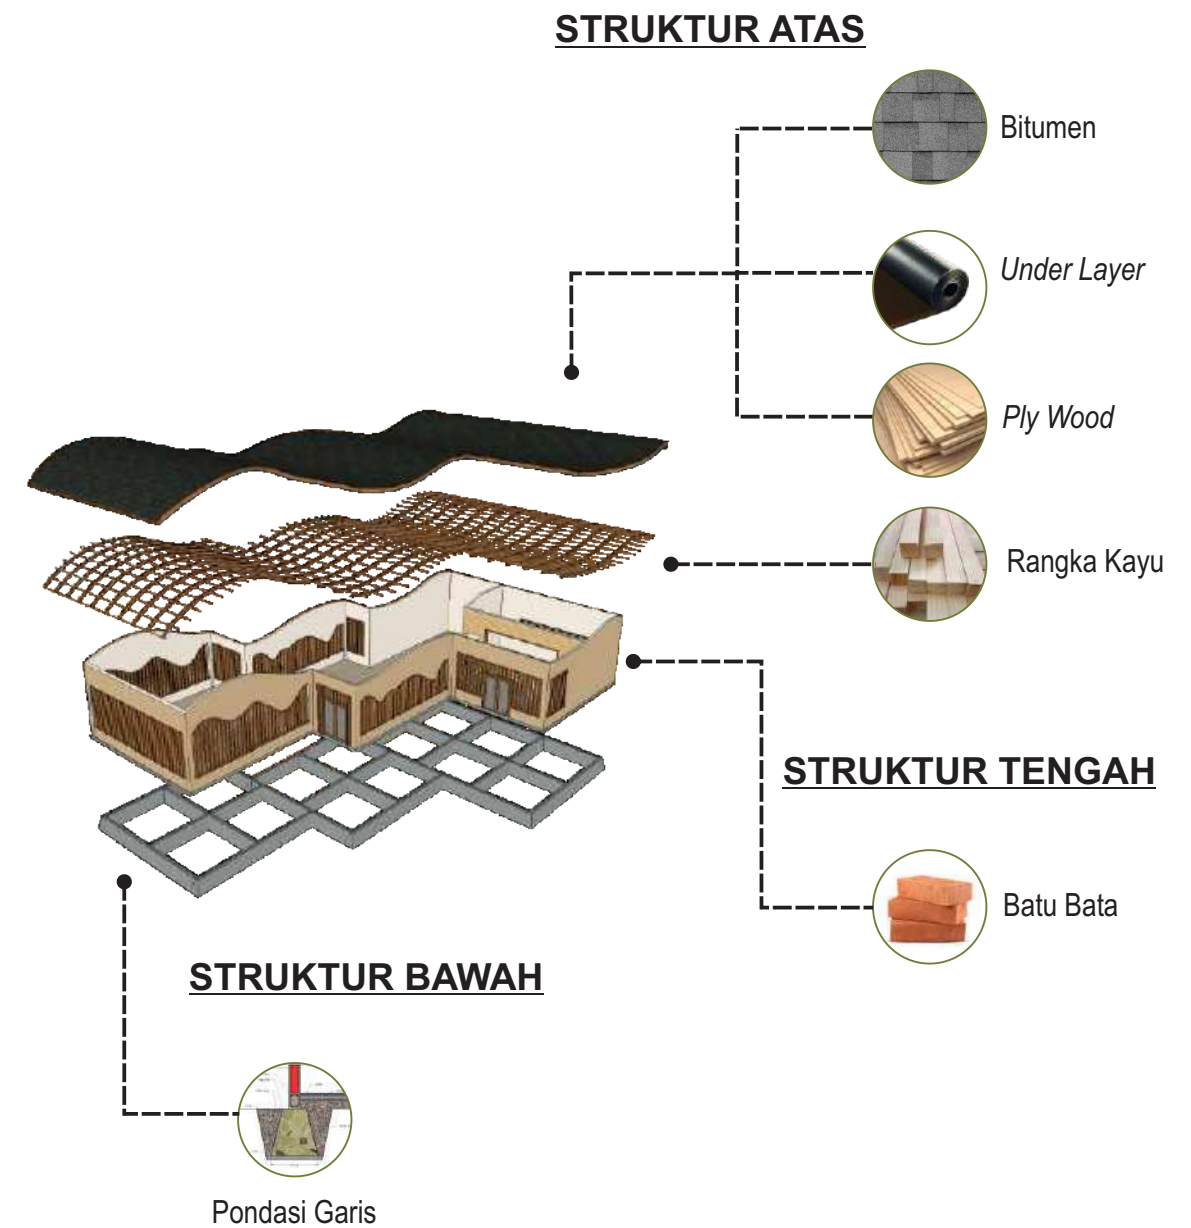 STRUKTUR ATAS
Bitumen
Under Layer
Ply Wood
Rangka Kayu
STRUKTUR TENGAH
Batu Bata
STRUKTUR BAWAH
Pondasi Garis